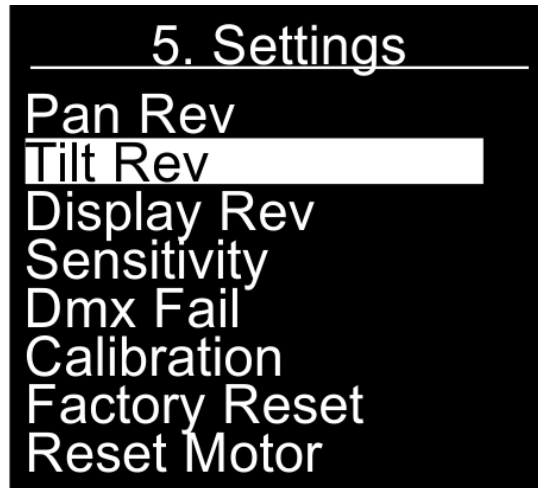 5. Settings
Pan Rev
Tilt Rev
Display Rev
Sensitivity
Dmx Fail
Calibration
Factory Reset
Reset Motor